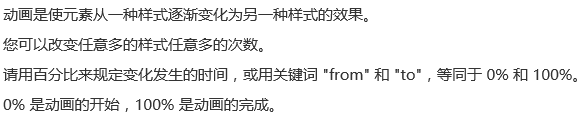 动画是使元素从一种样式逐渐变化为另一种样式的效果。
您可以改变任意多的样式任意多的次数。
请用百分比来规定变化发生的时间，或用关键词 "from" 和 "to"，等同于 0% 和 100%。
0% 是动画的开始，100% 是动画的完成。